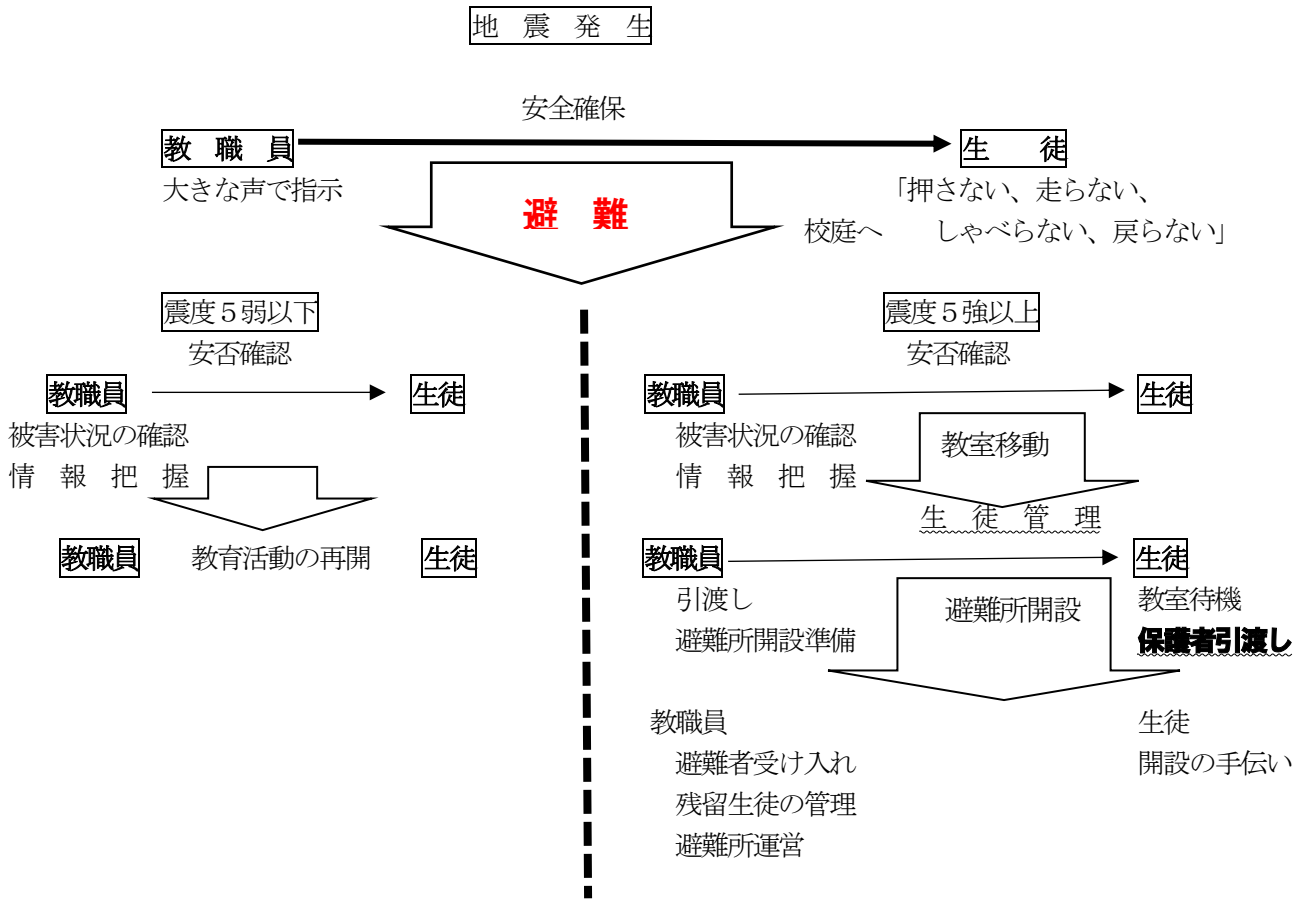 地　震　発　生
安全確保
教　職　員
生　　徒
大きな声で指示
「押さない、走らない、
避　難
校庭へ　　しゃべらない、戻らない」
震度５弱以下
安否確認
教職員
生徒
被害状況の確認
情　報　把　握
教職員　　教育活動の再開　　生徒
震度５強以上
安否確認
教職員
生徒
被害状況の確認
教室移動
情　報　把　握
生　徒　管　理
教職員
生徒
引渡し
避難所開設
教室待機
避難所開設準備
保護者引渡し
教職員
生徒
避難者受け入れ
開設の手伝い
残留生徒の管理
避難所運営